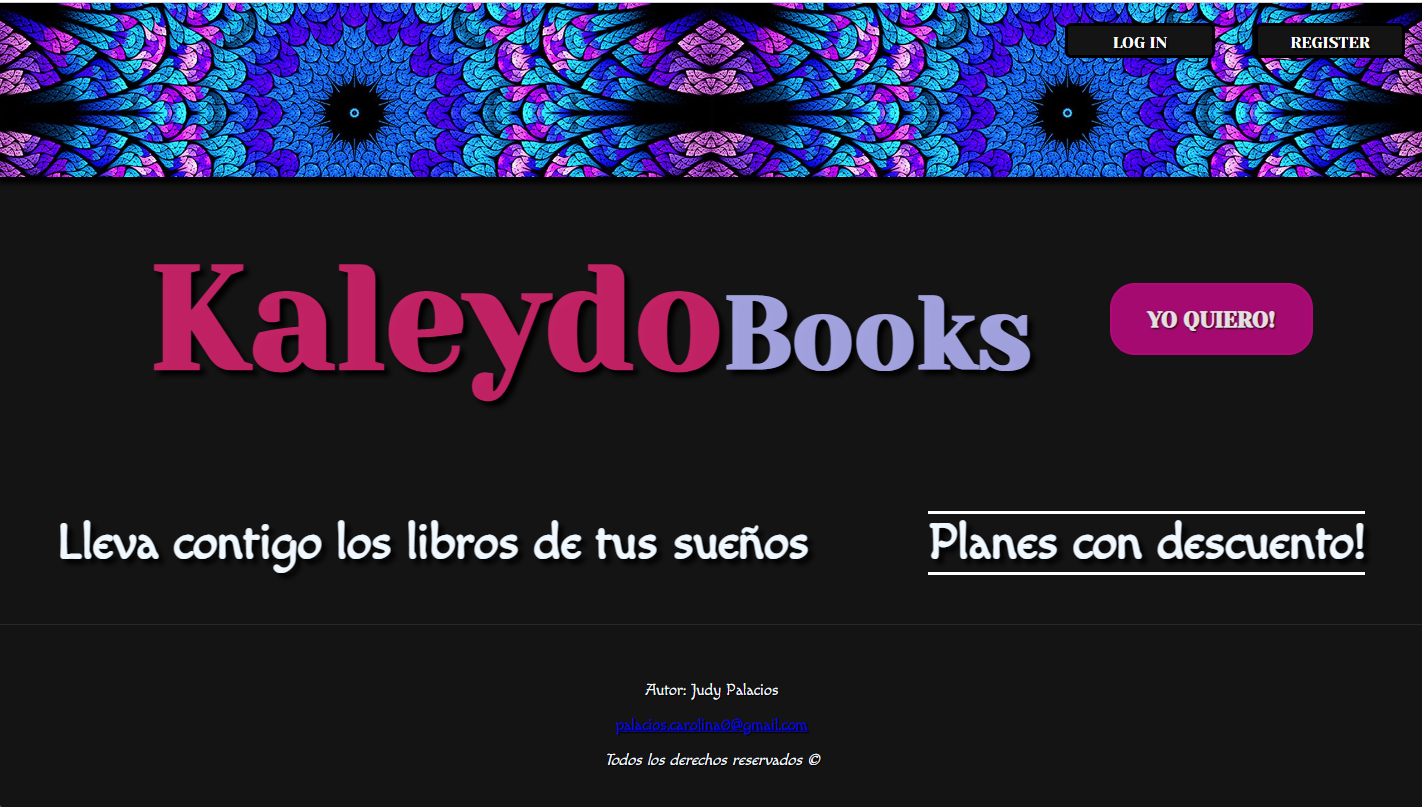 LOG IN REGISTER
KaleydoBooks
YO QUIERO!
Lleva contigo los libros de tus sueños
Planes con descuento!
Autor: Judy Palacios
palacios.carolina0@gmail.com
Todos los derechos reservados ©